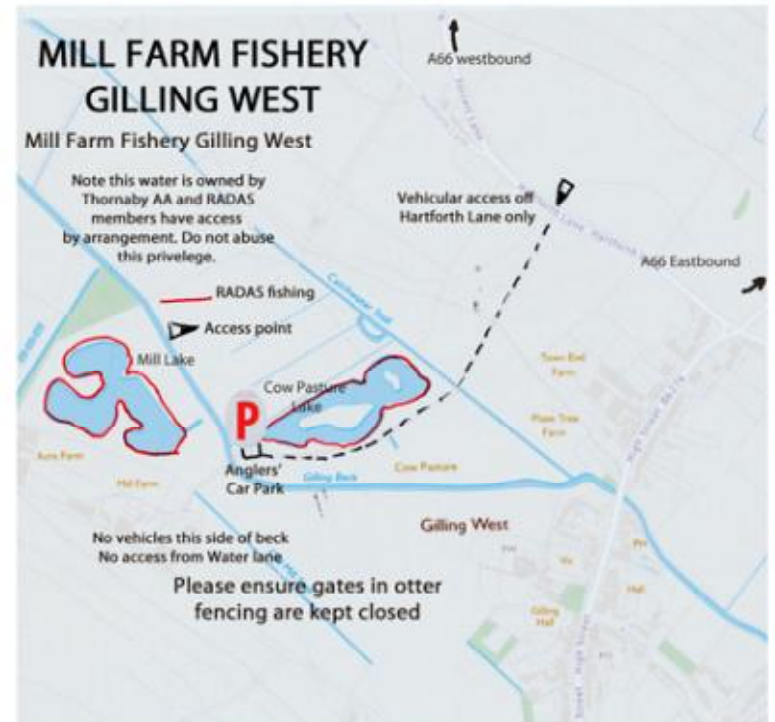 MILL FARM FISHERY
GILLING WEST
Mill Farm Fishery Gilling West
Note this water is owned by
Thornaby AA and RADAS
members have access
by arrangement. Do not abuse
this privelege.
A66 westbound
Vehicular access off
Hartforth Lane only
A66 Eastbound
RADAS fishing
Access point
Mill Lake
Cow Pasture
Lake
P
Anglers'
Car Park
Gilling Beck
Cow Pasture
Town End
Farm
Plum Tree
Farm
Mill Farm
Gilling West
Gilling
Hall
No vehicles this side of beck
No access from Water lane
Please ensure gates in otter
fencing are kept closed